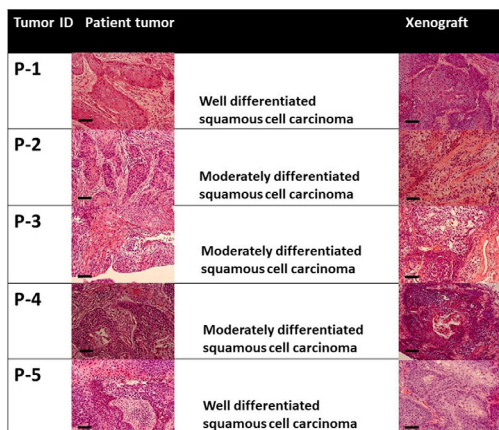 Tumor ID Patient tumor Xenograft
P-1
Well differentiated
squamous cell carcinoma
P-2
Moderately differentiated
squamous cell carcinoma
P-3
Moderately differentiated
squamous cell carcinoma
P-4
Moderately differentiated
squamous cell carcinoma
P-5
Well differentiated
squamous cell carcinoma